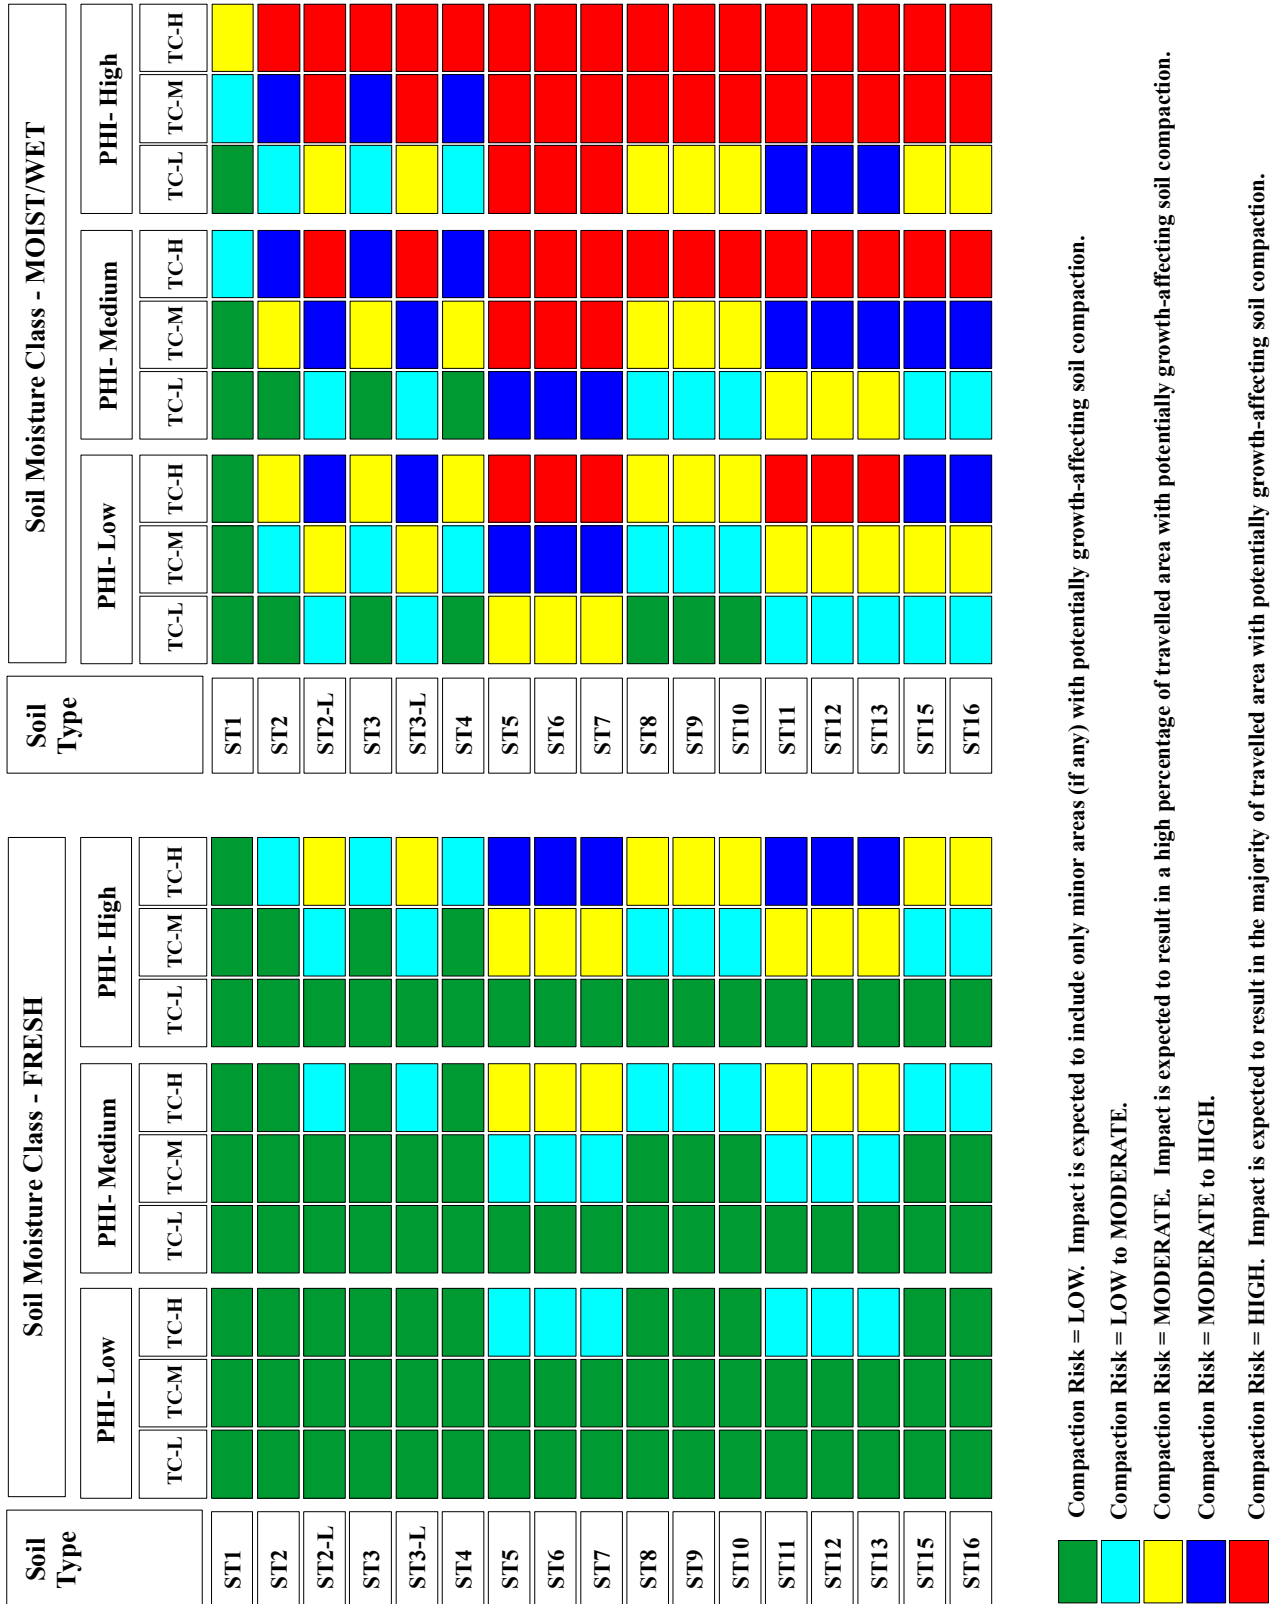 Soil Type
Soil Moisture Class - FRESH
PHI- Low
PHI- Medium
PHI- High
TC-L
TC-M
TC-H
TC-L
TC-M
TC-H
TC-L
TC-M
TC-H
ST1
ST2
ST2-L
ST3
ST3-L
ST4
ST5
ST6
ST7
ST8
ST9
ST10
ST11
ST12
ST13
ST15
ST16
Soil Type
Soil Moisture Class - MOIST/WET
PHI- Low
PHI- Medium
PHI- High
TC-L
TC-M
TC-H
TC-L
TC-M
TC-H
TC-L
TC-M
TC-H
ST1
ST2
ST2-L
ST3
ST3-L
ST4
ST5
ST6
ST7
ST8
ST9
ST10
ST11
ST12
ST13
ST15
ST16
Compaction Risk = LOW. Impact is expected to include only minor areas (if any) with potentially growth-affecting soil compaction.
Compaction Risk = LOW to MODERATE.
Compaction Risk = MODERATE. Impact is expected to result in a high percentage of travelled area with potentially growth-affecting soil compaction.
Compaction Risk = MODERATE to HIGH.
Compaction Risk = HIGH. Impact is expected to result in the majority of travelled area with potentially growth-affecting soil compaction.